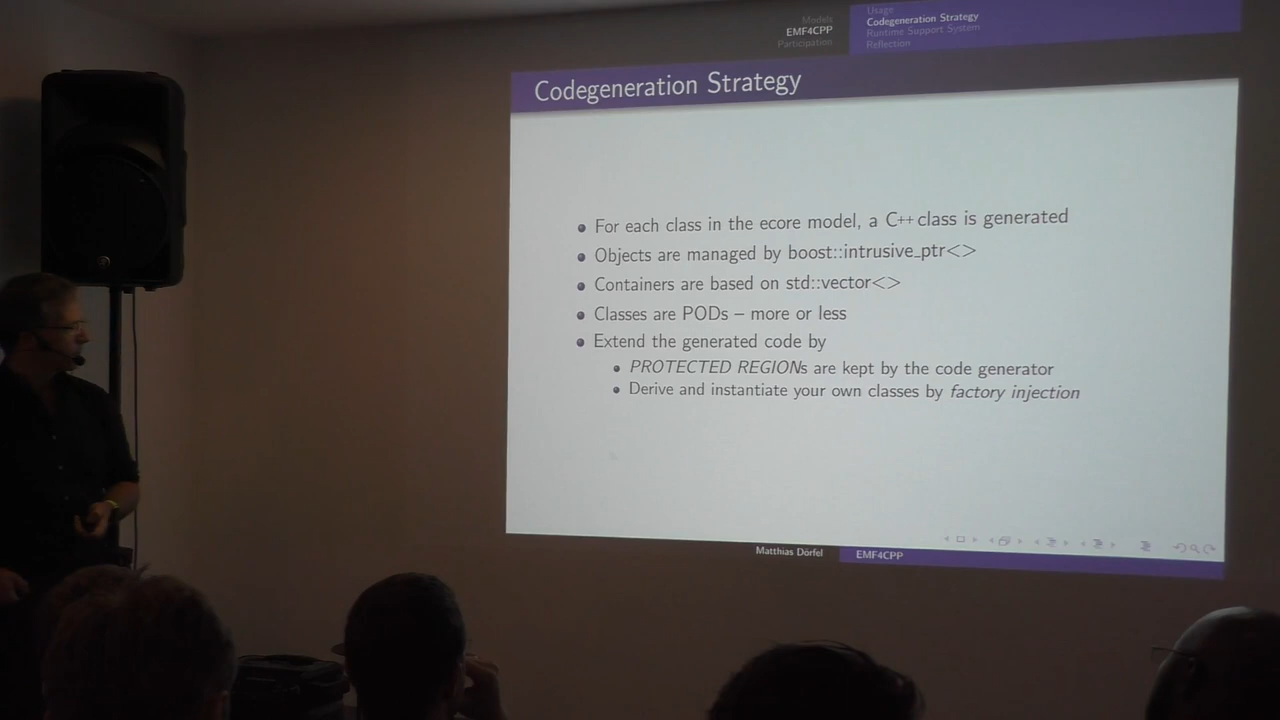 Models
EMF4CPP
Participation
Usage
Codegeneration Strategy
Runtime Support System
Reflection
Codegeneration Strategy
For each class in the ecore model, a C++ class is generated
Objects are managed by boost::intrusive_ptr<>
Containers are based on std::vector<>
Classes are PODs – more or less
Extend the generated code by
PROTECTED REGIONs are kept by the code generator
Derive and instantiate your own classes by factory injection
Matthias Dörfel
EMF4CPP